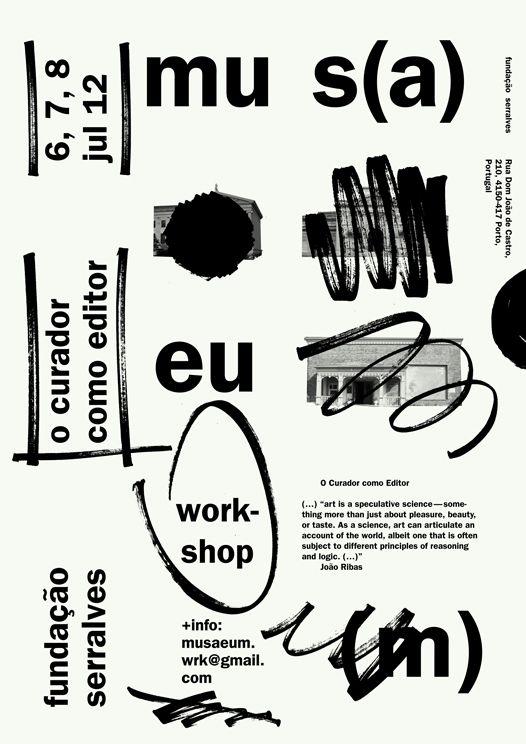 6, 7, 8
jul 12
mu s(a)
fundação serralves
Rua Dom João de Castro,
210, 4150-417 Porto,
Portugal
o curador
como editor
eu
work-
shop
O Curador como Editor
(...) “art is a speculative science—some-
thing more than just about pleasure, beauty,
or taste. As a science, art can articulate an
account of the world, albeit one that is often
subject to different principles of reasoning
and logic. (...)”
João Ribas
fundação
serralves
+info:
musaeum.
wrk@gmail.
com
(m)